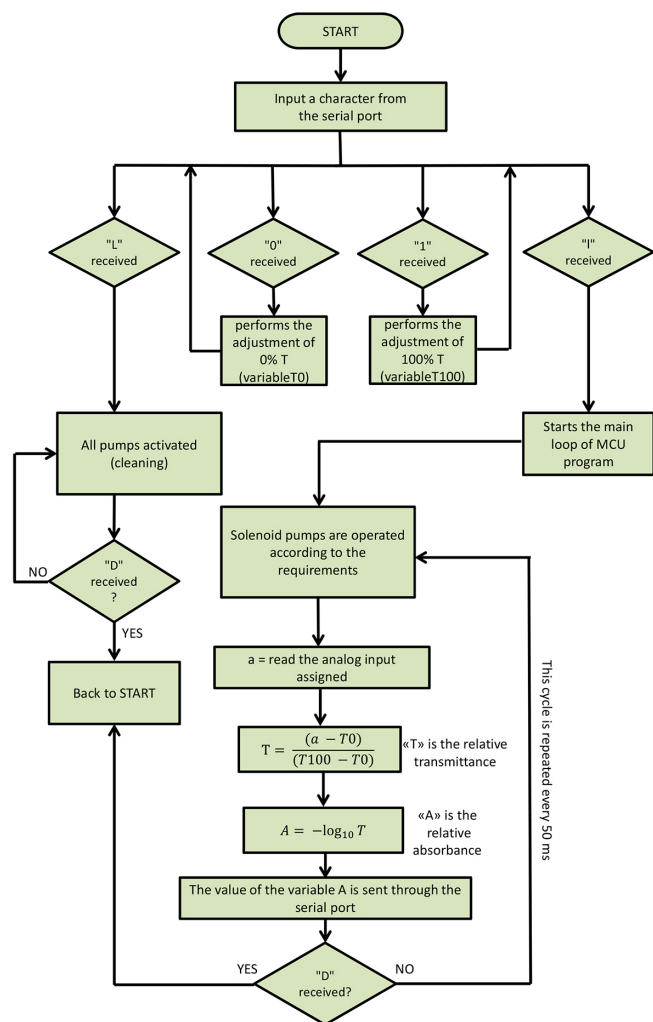 START
Input a character from
the serial port
"L"
received
"0"
received
"1"
received
"I"
received
performs the
adjustment of
0% T
(variableT0)
performs the
adjustment of
100% T
(variableT100)
All pumps activated
(cleaning)
Starts the main
loop of MCU
program
Solenoid pumps are operated
according to the
requirements
"D"
received
?
NO
YES
Back to START
a = read the analog input
assigned
This cycle is repeated every 50 ms
T = (a − T0)
(T100 − T0)
«T» is the relative
transmittance
A = −log₁₀ T
«A» is the
relative
absorbance
The value of the variable A is sent through the
serial port
YES
"D"
received?
NO